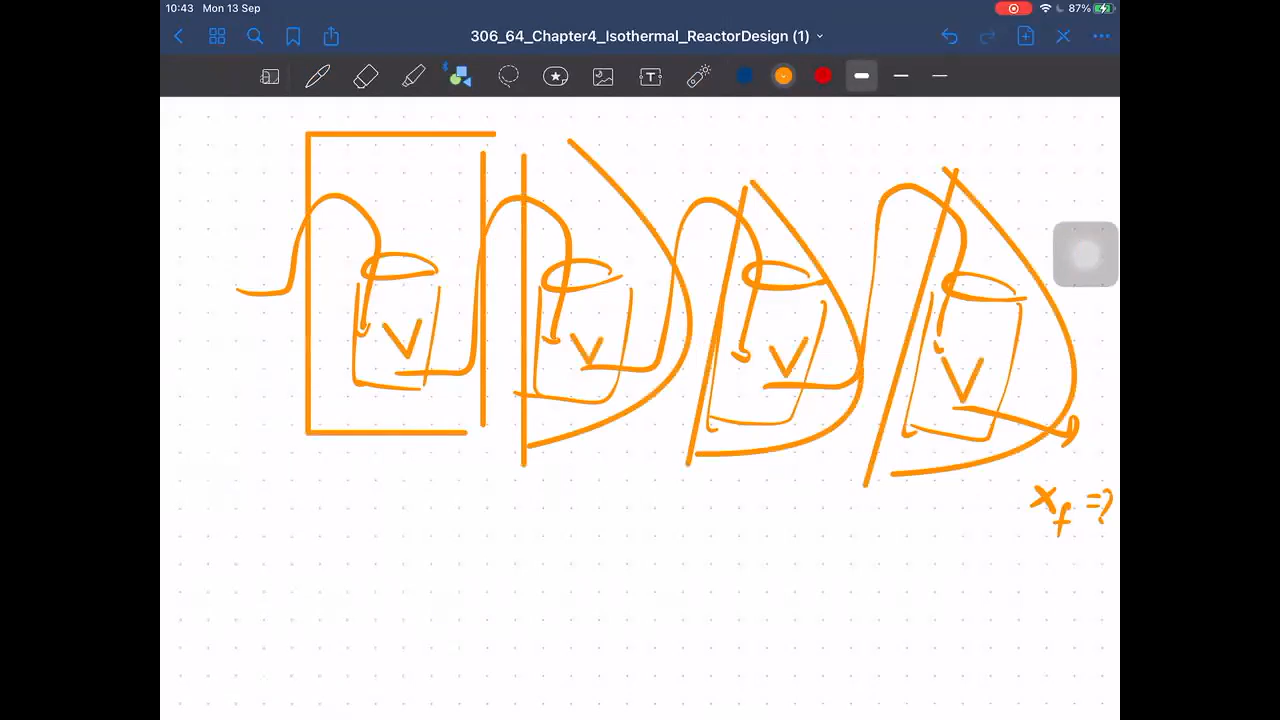 10:43 Mon 13 Sep
87%
306_64_Chapter4_Isothermal_ReactorDesign (1)
T
V V V V
x_f =?